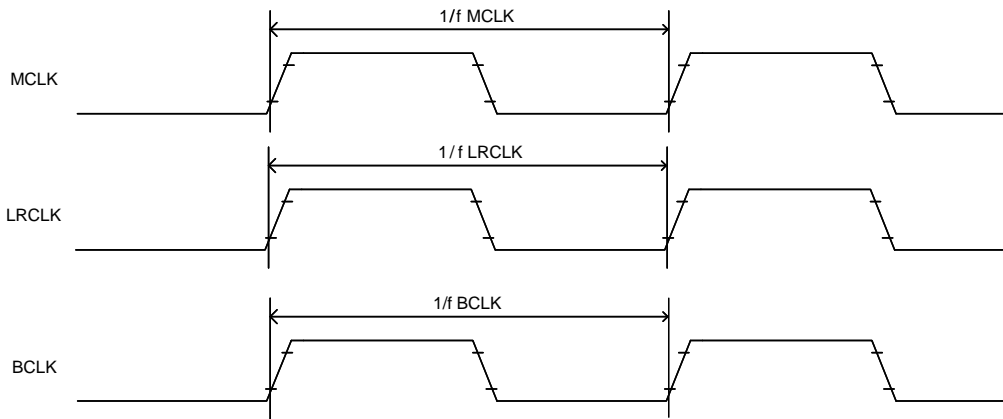 1/f MCLK
MCLK
1/f LRCLK
LRCLK
1/f BCLK
BCLK